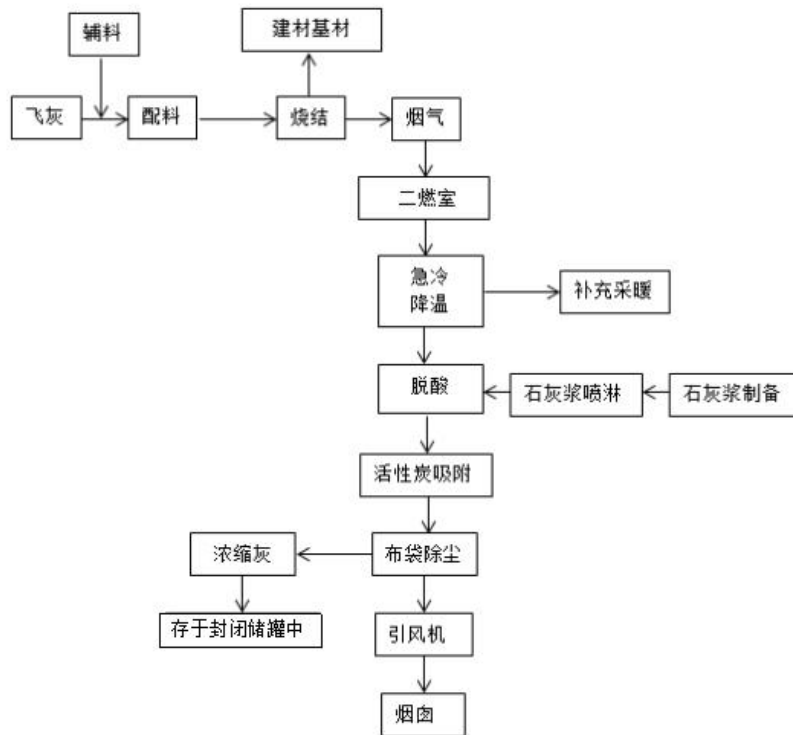 辅料
建材基材
飞灰
配料
烧结
烟气
二燃室
急冷
降温
补充采暖
脱酸
石灰浆喷淋
石灰浆制备
活性炭吸附
浓缩灰
布袋除尘
存于封闭储罐中
引风机
烟囱